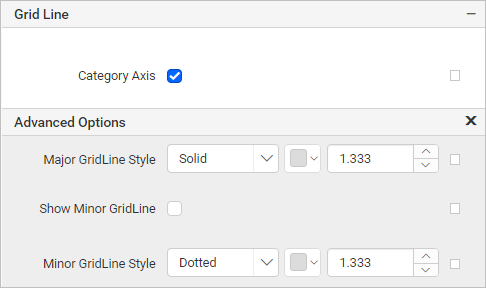 Grid Line
Category Axis
Advanced Options
Major GridLine Style Solid 1.333
Show Minor GridLine
Minor GridLine Style Dotted 1.333